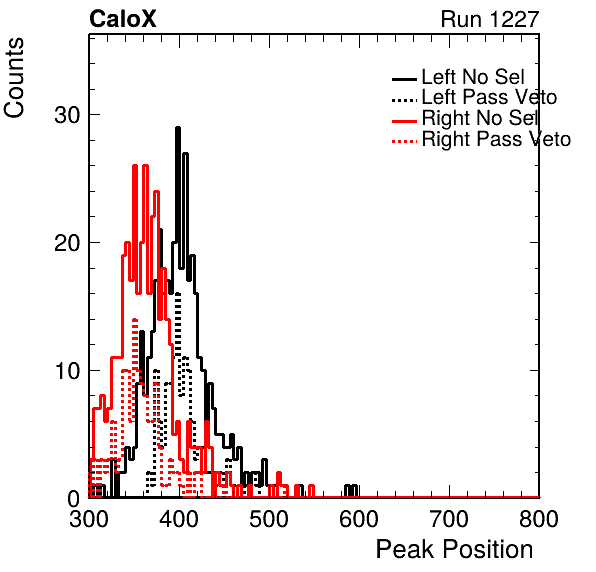 CaloX Run 1227
Counts
Left No Sel
Left Pass Veto
Right No Sel
Right Pass Veto
30
20
10
0
300 400 500 600 700 800
Peak Position